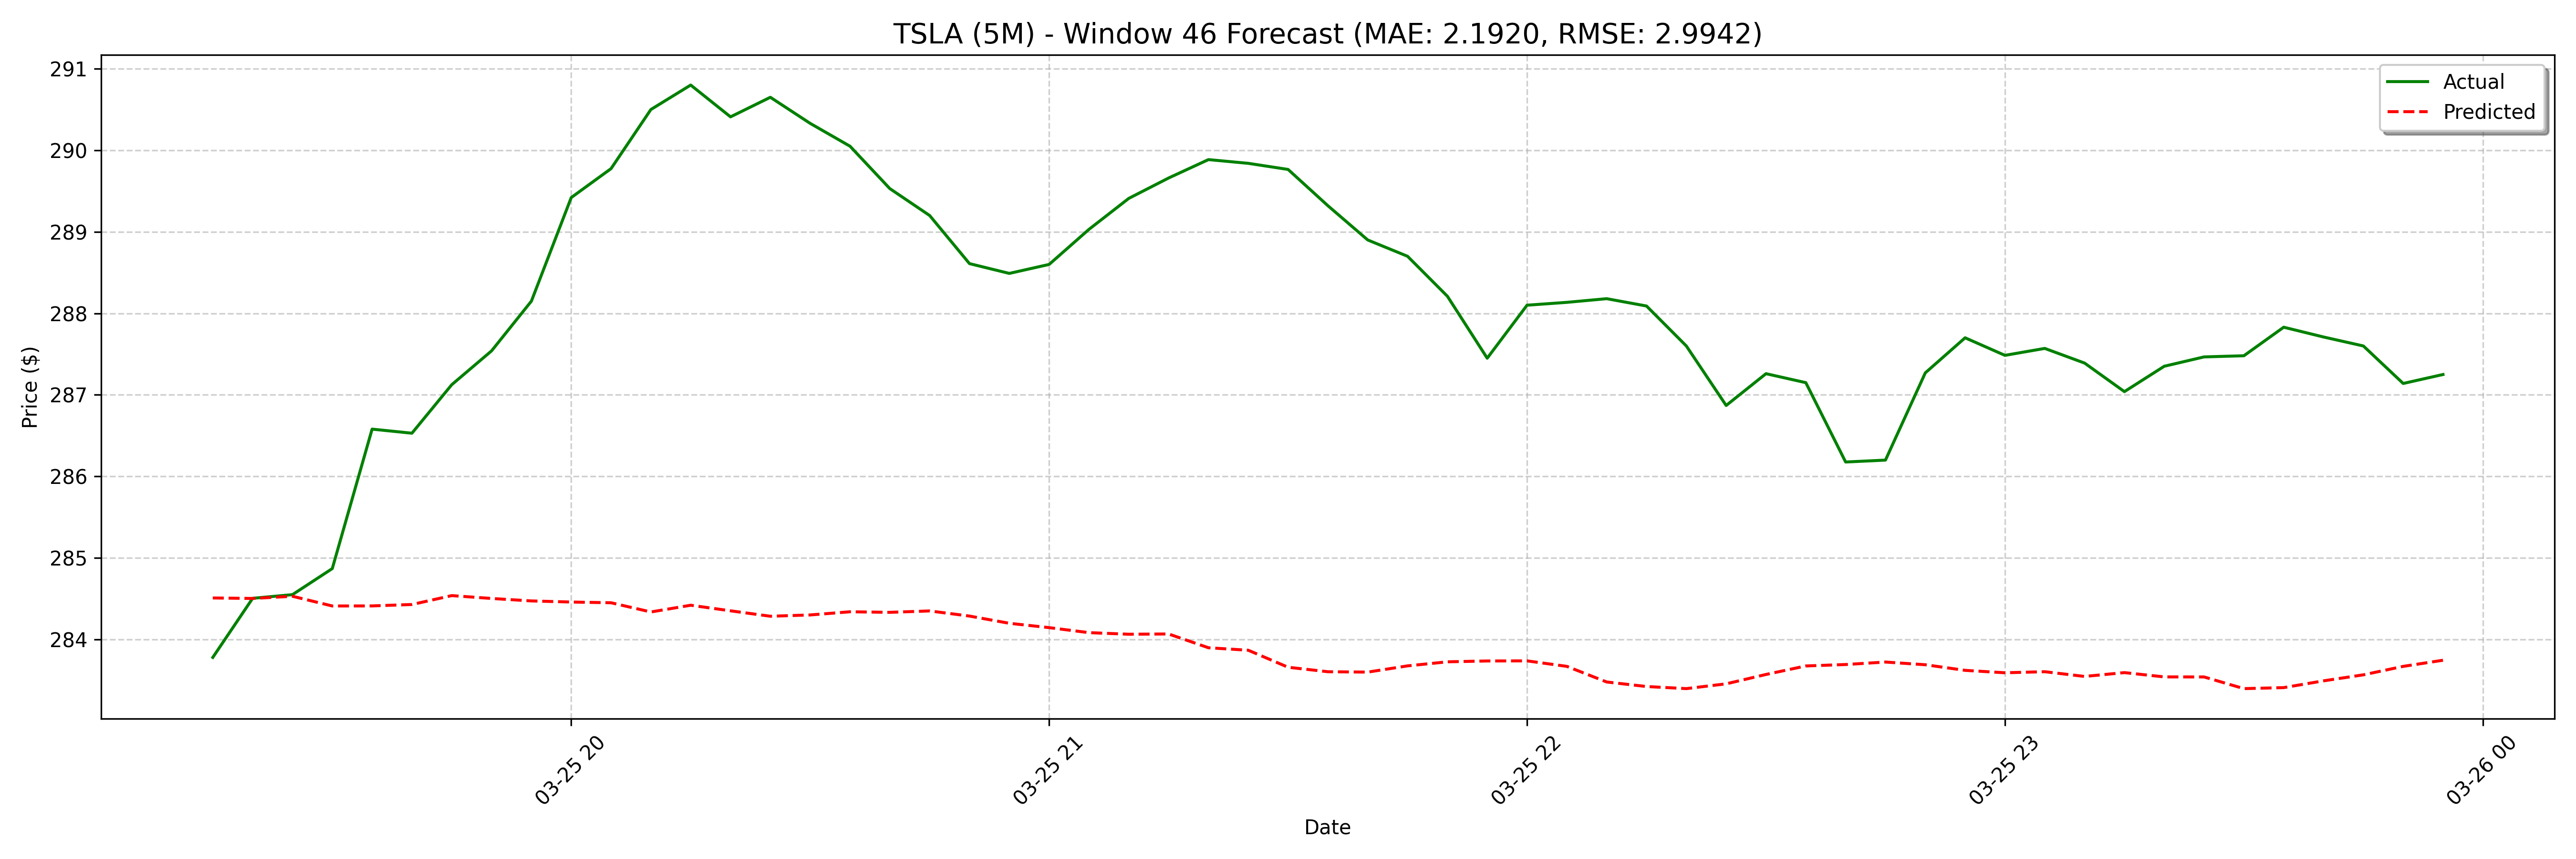 TSLA (5M) - Window 46 Forecast (MAE: 2.1920, RMSE: 2.9942)
Actual
Predicted
Price ($)
291
290
289
288
287
286
285
284
03-25 20
03-25 21
03-25 22
03-25 23
03-26 00
Date